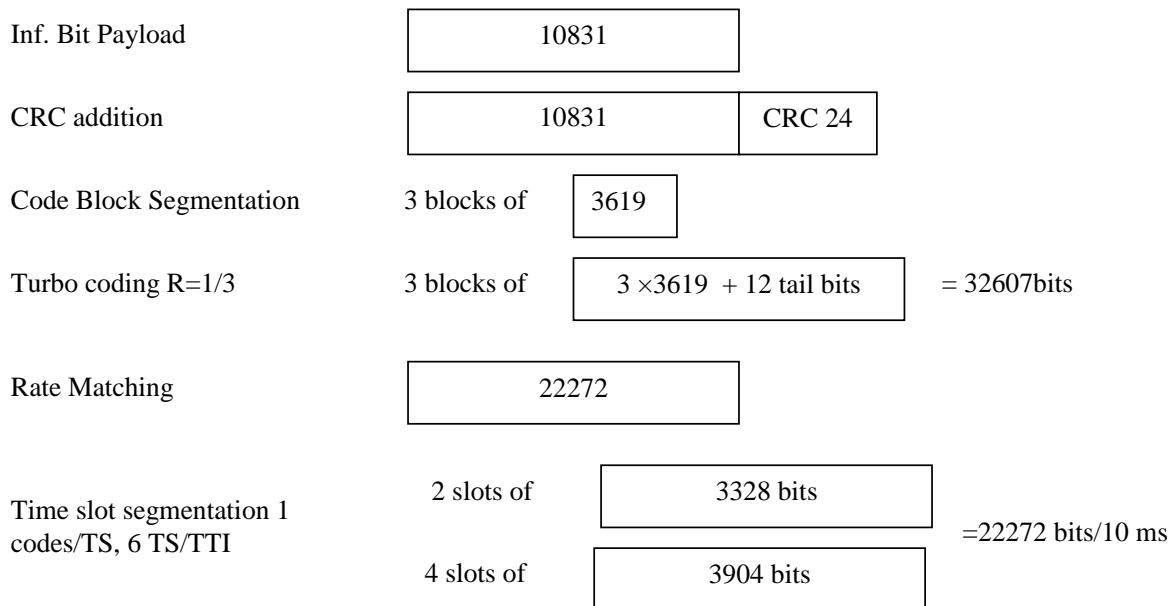 Inf. Bit Payload 10831
CRC addition 10831 CRC 24
Code Block Segmentation 3 blocks of 3619
Turbo coding R=1/3 3 blocks of 3 ×3619 + 12 tail bits = 32607bits
Rate Matching 22272
2 slots of 3328 bits
Time slot segmentation 1
codes/TS, 6 TS/TTI
=22272 bits/10 ms
4 slots of 3904 bits